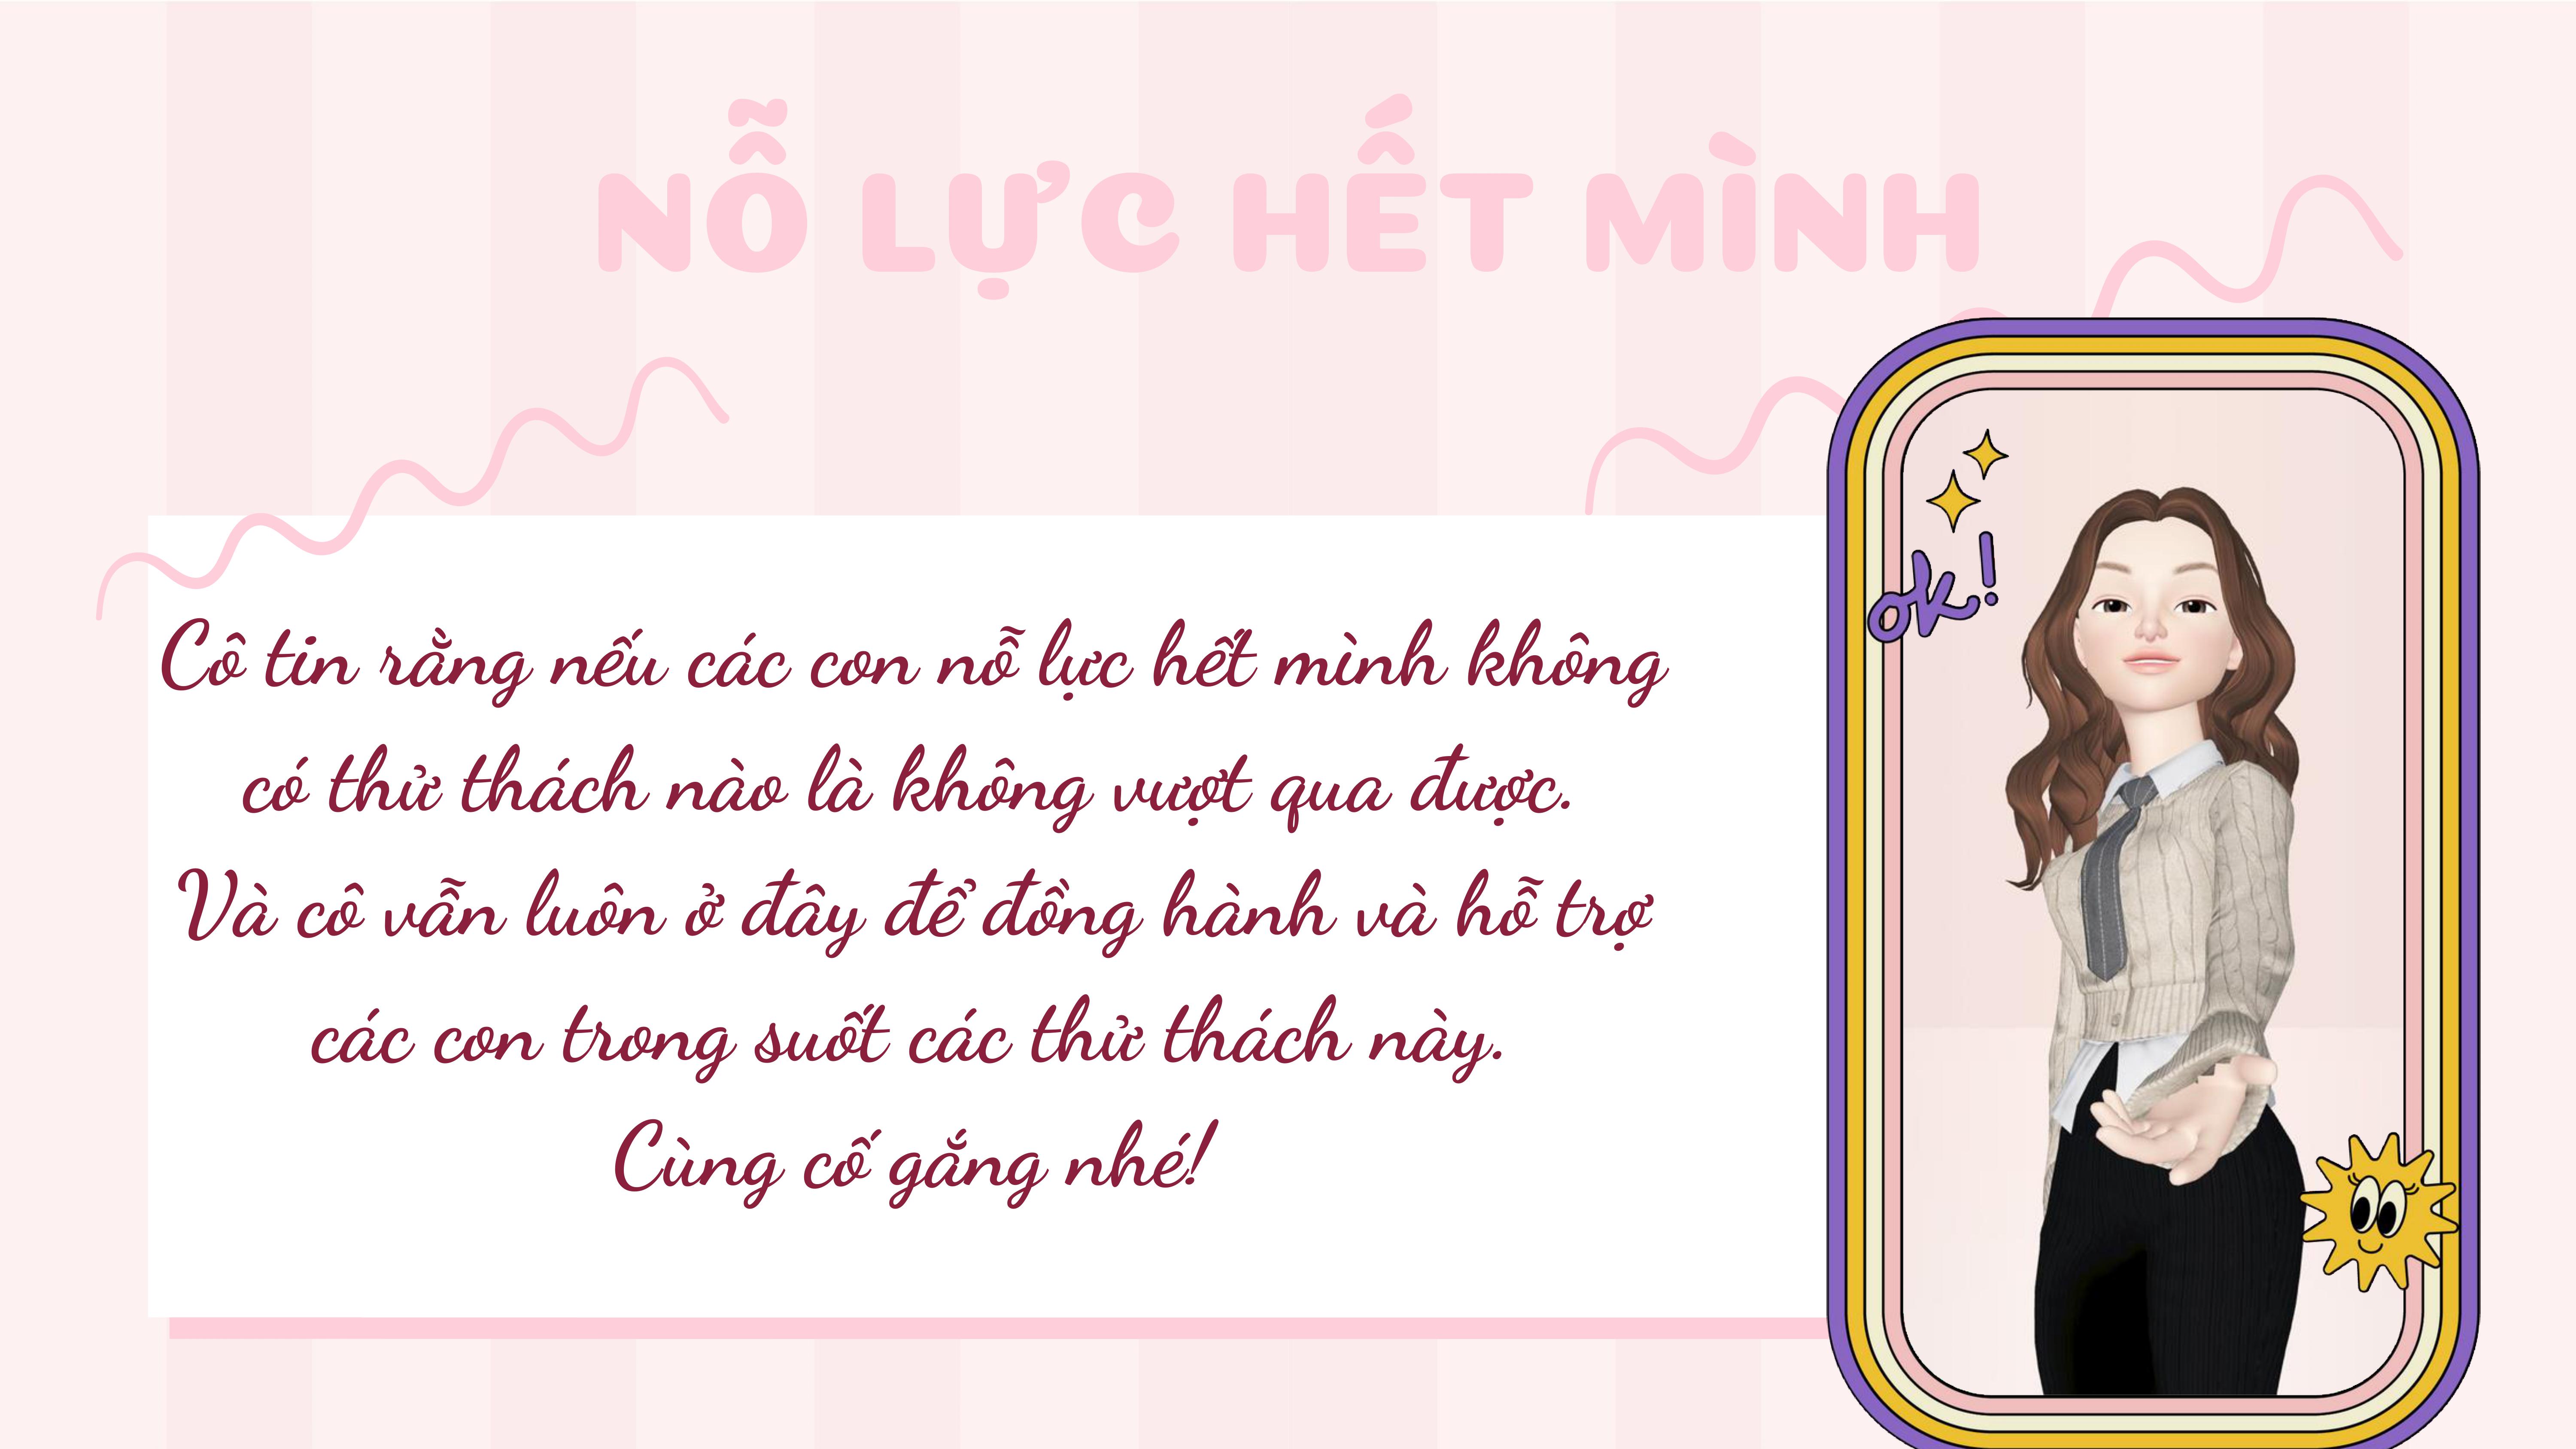 NỖ LỰC HẾT MÌNH
ok!
Cô tin rằng nếu các con nỗ lực hết mình không
có thử thách nào là không vượt qua được.
Và cô vẫn luôn ở đây để đồng hành và hỗ trợ
các con trong suốt các thử thách này.
Cùng cố gắng nhé!